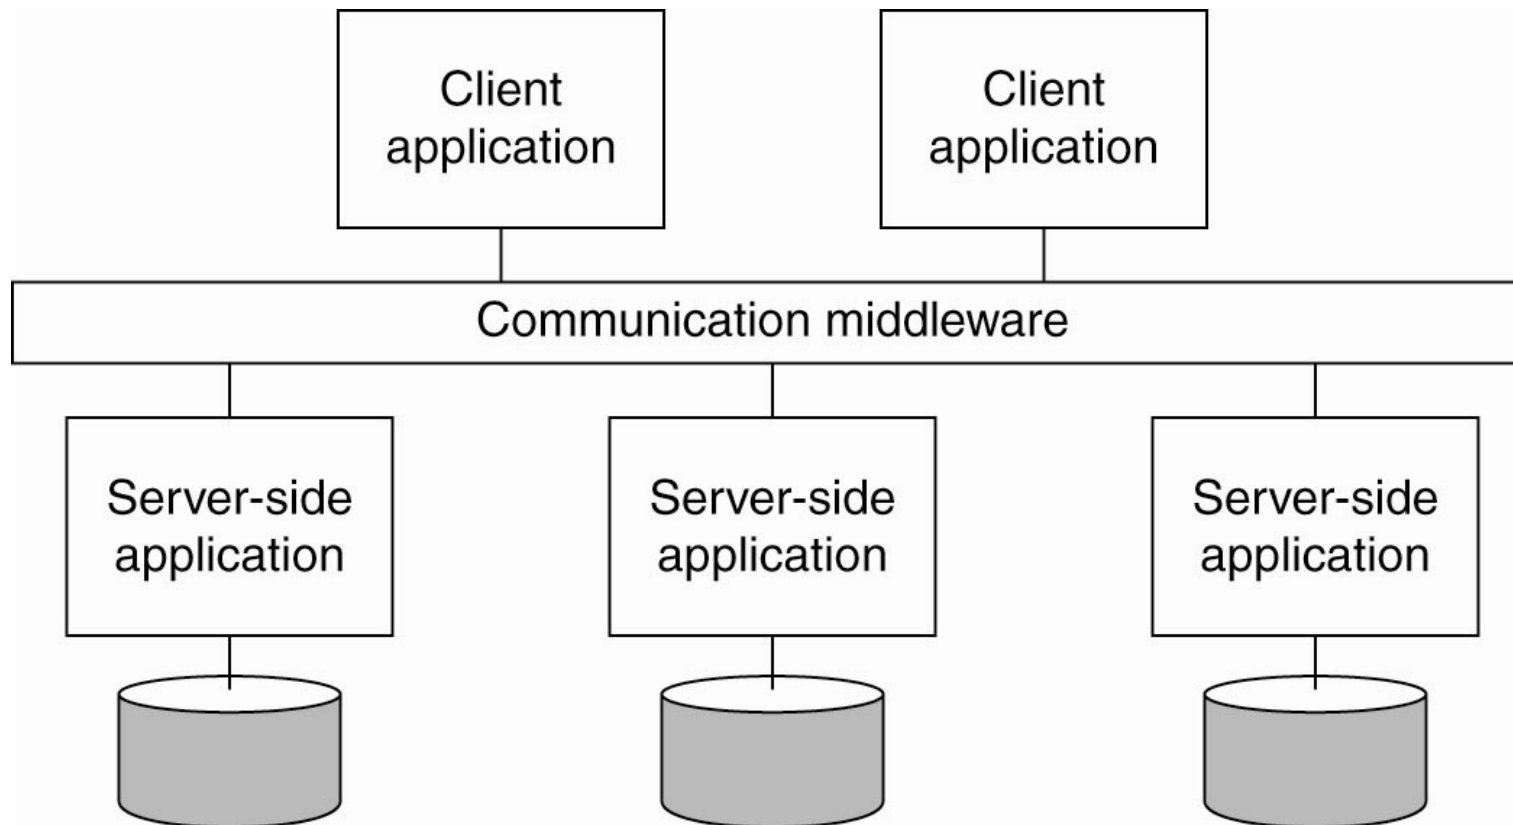 Client
application
Client
application
Communication middleware
Server-side
application
Server-side
application
Server-side
application